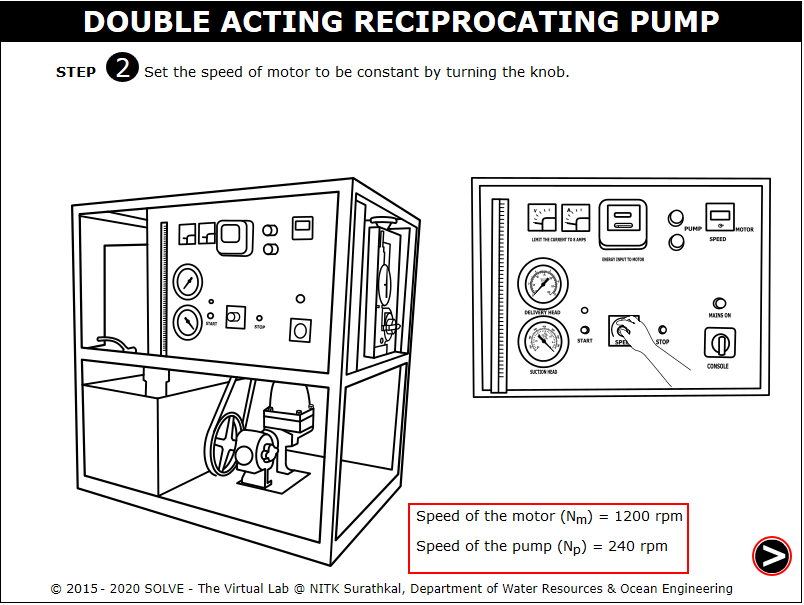 DOUBLE ACTING RECIPROCATING PUMP
STEP 2 Set the speed of motor to be constant by turning the knob.
V A
LIMIT THE CURRENT TO 8 AMPS
ENERGY INPUT TO MOTOR
PUMP
MOTOR
SPEED
DELIVERY HEAD
MAINS ON
START
STOP
START
SPE
STOP
CONSOLE
SUCTION HEAD
Speed of the motor (Nm) = 1200 rpm
Speed of the pump (Np) = 240 rpm
>
© 2015 - 2020 SOLVE - The Virtual Lab @ NITK Surathkal, Department of Water Resources & Ocean Engineering